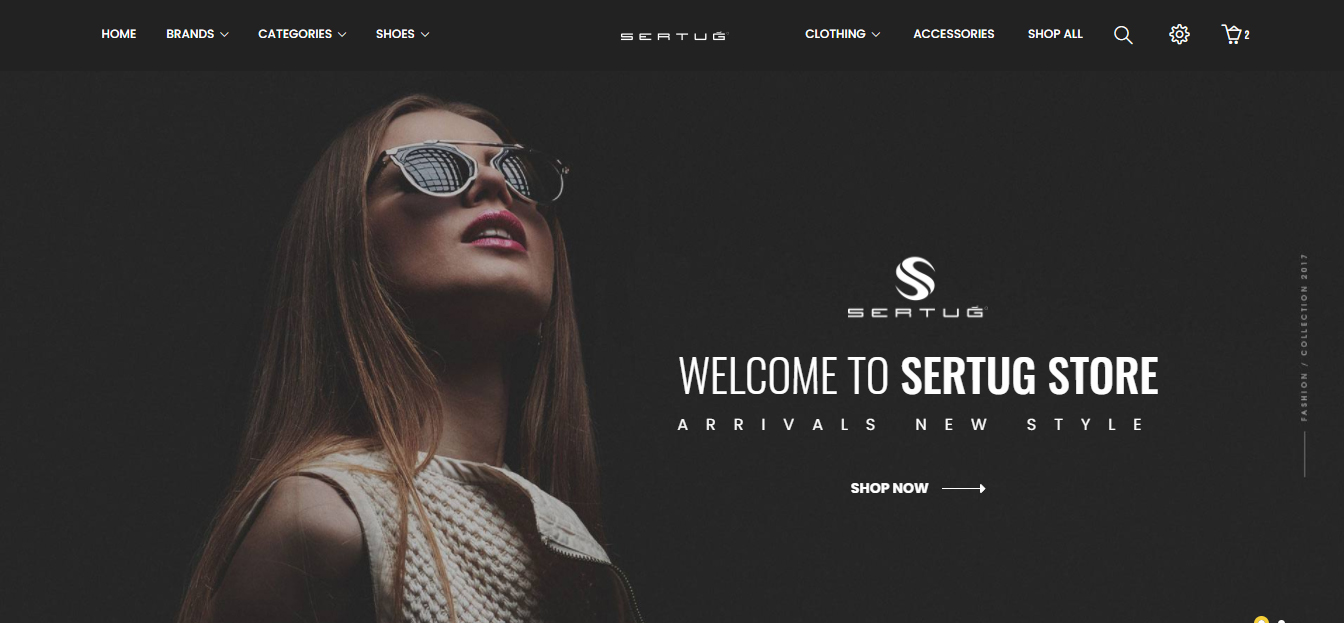 HOME
BRANDS
CATEGORIES
SHOES
SERTUĞ
CLOTHING
ACCESSORIES
SHOP ALL
2
SERTUĞ
WELCOME TO SERTUG STORE
ARRIVALS NEW STYLE
SHOP NOW
FASHION / COLLECTION 2017